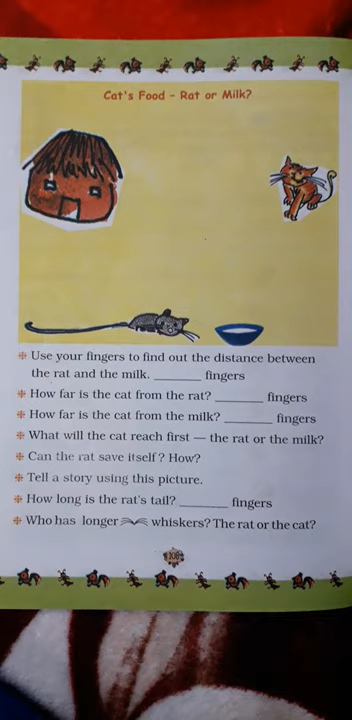 Cat's Food - Rat or Milk?
❉ Use your fingers to find out the distance between
the rat and the milk. ________ fingers
❉ How far is the cat from the rat? ________ fingers
❉ How far is the cat from the milk? ________ fingers
❉ What will the cat reach first — the rat or the milk?
❉ Can the rat save itself? How?
❉ Tell a story using this picture.
❉ How long is the rat's tail? ________ fingers
❉ Who has longer whiskers? The rat or the cat?